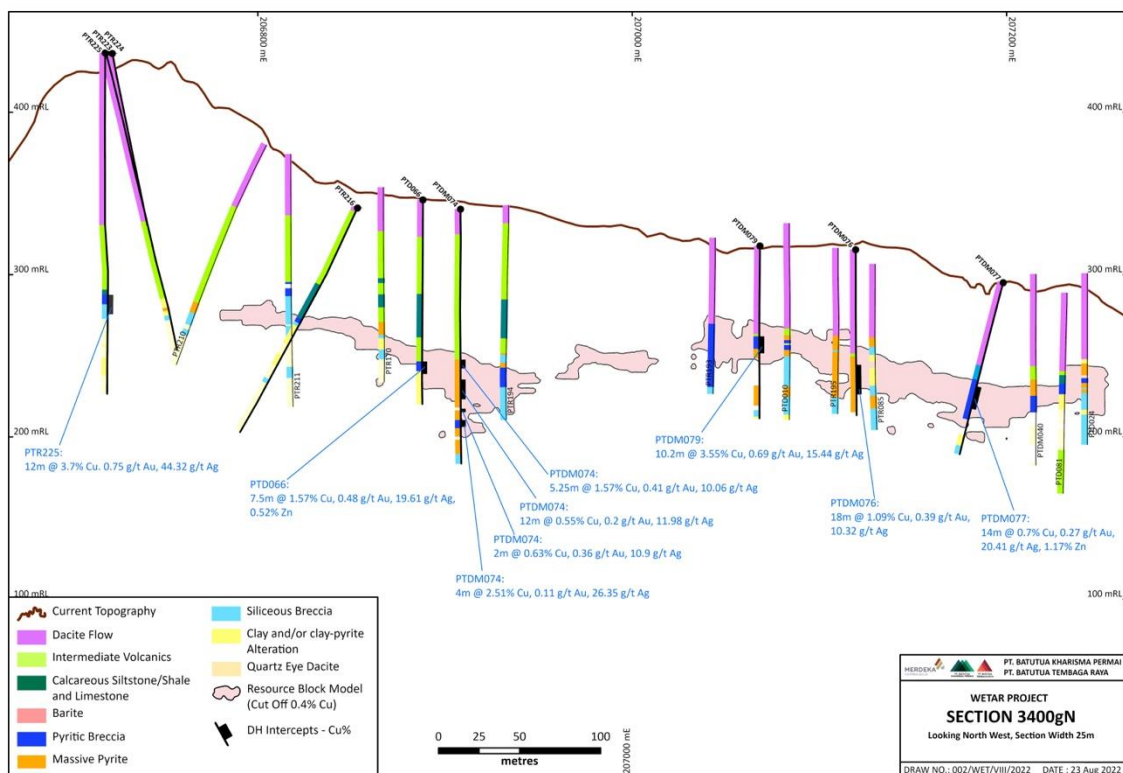 206800 mE
207000 mE
207200 mE
PTR225
PTR223
PTR224
400 mRL
400 mRL
PTR216
PTD066
PTDM074
PTDM079
PTDM076
PTDM077
300 mRL
300 mRL
PTR210
PTR211
PTR170
PTR194
PTR193
PTD010
PTR195
PTR085
PTDM040
PTD081
PTD024
200 mRL
200 mRL
PTR225:
12m @ 3.7% Cu. 0.75 g/t Au, 44.32 g/t Ag
PTD066:
7.5m @ 1.57% Cu, 0.48 g/t Au, 19.61 g/t Ag,
0.52% Zn
PTDM074:
5.25m @ 1.57% Cu, 0.41 g/t Au, 10.06 g/t Ag
PTDM074:
12m @ 0.55% Cu, 0.2 g/t Au, 11.98 g/t Ag
PTDM074:
2m @ 0.63% Cu, 0.36 g/t Au, 10.9 g/t Ag
PTDM074:
4m @ 2.51% Cu, 0.11 g/t Au, 26.35 g/t Ag
PTDM079:
10.2m @ 3.55% Cu, 0.69 g/t Au, 15.44 g/t Ag
PTDM076:
18m @ 1.09% Cu, 0.39 g/t Au,
10.32 g/t Ag
PTDM077:
14m @ 0.7% Cu, 0.27 g/t Au,
20.41 g/t Ag, 1.17% Zn
100 mRL
100 mRL
Current Topography
Dacite Flow
Intermediate Volcanics
Calcareous Siltstone/Shale
and Limestone
Barite
Pyritic Breccia
Massive Pyrite
Siliceous Breccia
Clay and/or clay-pyrite
Alteration
Quartz Eye Dacite
Resource Block Model
(Cut Off 0.4% Cu)
DH Intercepts - Cu%
0 25 50 100
metres
207000 mE
MERDEKA
PT. BATUTUA KHARISMA PERMAI
PT. BATUTUA TEMBAGA RAYA
WETAR PROJECT
SECTION 3400gN
Looking North West, Section Width 25m
DRAW NO.: 002/WET/VIII/2022 DATE : 23 Aug 2022